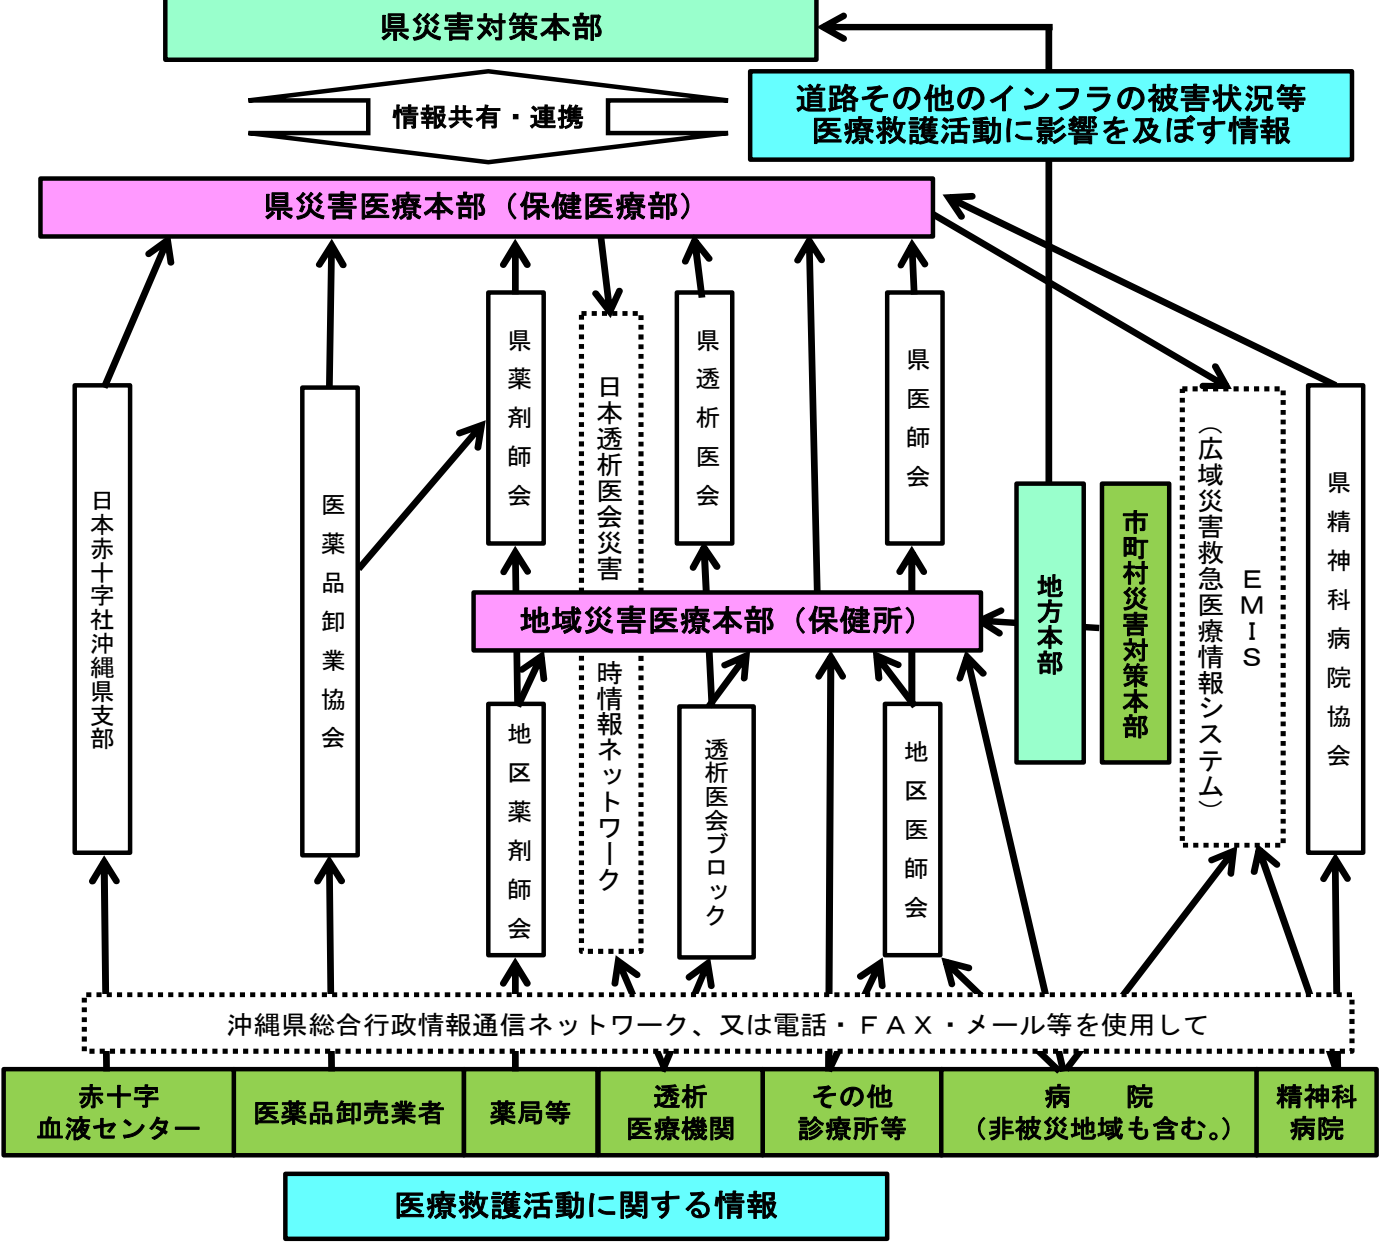 県災害対策本部
情報共有・連携
道路その他のインフラの被害状況等
医療救護活動に影響を及ぼす情報
県災害医療本部（保健医療部）
日本赤十字社沖縄県支部
医薬品卸業協会
県薬剤師会
日本透析医会災害
時情報ネットワーク
県透析医会
県医師会
地域災害医療本部（保健所）
地方本部
市町村災害対策本部
ＥＭＩＳ
（広域災害救急医療情報システム）
県精神科病院協会
地区薬剤師会
透析医会ブロック
地区医師会
沖縄県総合行政情報通信ネットワーク、又は電話・ＦＡＸ・メール等を使用して
赤十字
血液センター
医薬品卸売業者
薬局等
透析
医療機関
その他
診療所等
病　　院
（非被災地域も含む。）
精神科
病院
医療救護活動に関する情報